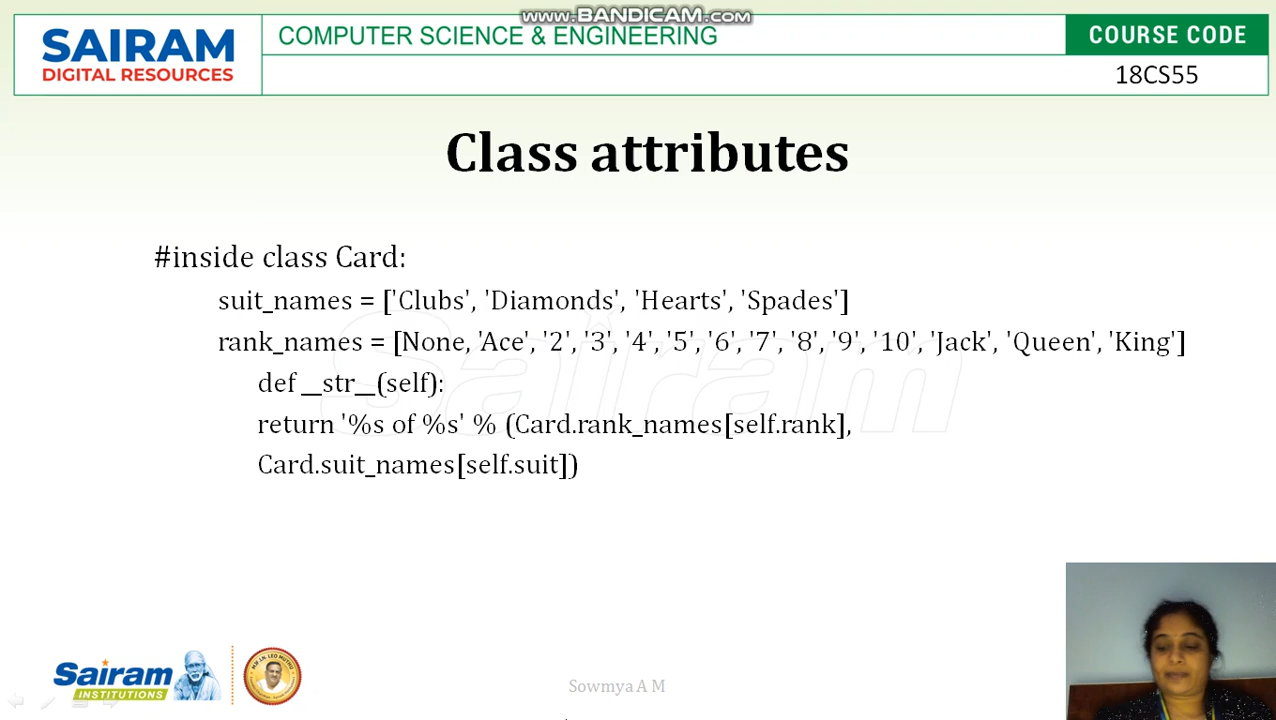 www.BANDICAM.com
SAIRAM
DIGITAL RESOURCES
COMPUTER SCIENCE & ENGINEERING
COURSE CODE
18CS55
Class attributes
#inside class Card:
suit_names = ['Clubs', 'Diamonds', 'Hearts', 'Spades']
rank_names = [None, 'Ace', '2', '3', '4', '5', '6', '7', '8', '9', '10', 'Jack', 'Queen', 'King']
def __str__(self):
return '%s of %s' % (Card.rank_names[self.rank],
Card.suit_names[self.suit])
Sairam
Sairam
INSTITUTIONS
Sowmya A M